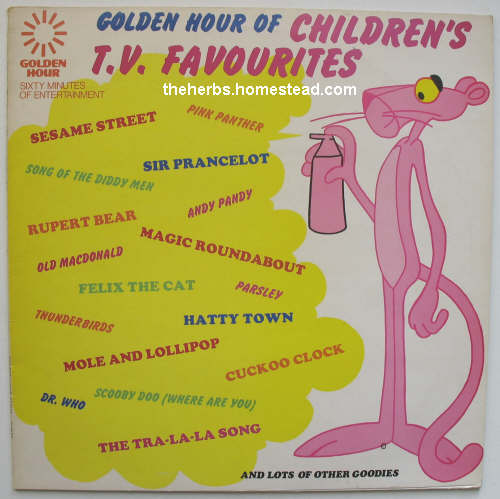 GOLDEN HOUR OF CHILDREN'S
T.V. FAVOURITES
GOLDEN
HOUR
SIXTY MINUTES
OF ENTERTAINMENT
theherbs.homestead.com
PINK PANTHER
SESAME STREET
SIR PRANCELOT
SONG OF THE DIDDY MEN
ANDY PANDY
RUPERT BEAR
MAGIC ROUNDABOUT
OLD MACDONALD
FELIX THE CAT
PARSLEY
THUNDERBIRDS
HATTY TOWN
MOLE AND LOLLIPOP
CUCKOO CLOCK
DR. WHO
SCOOBY DOO (WHERE ARE YOU)
THE TRA-LA-LA SONG
AND LOTS OF OTHER GOODIES